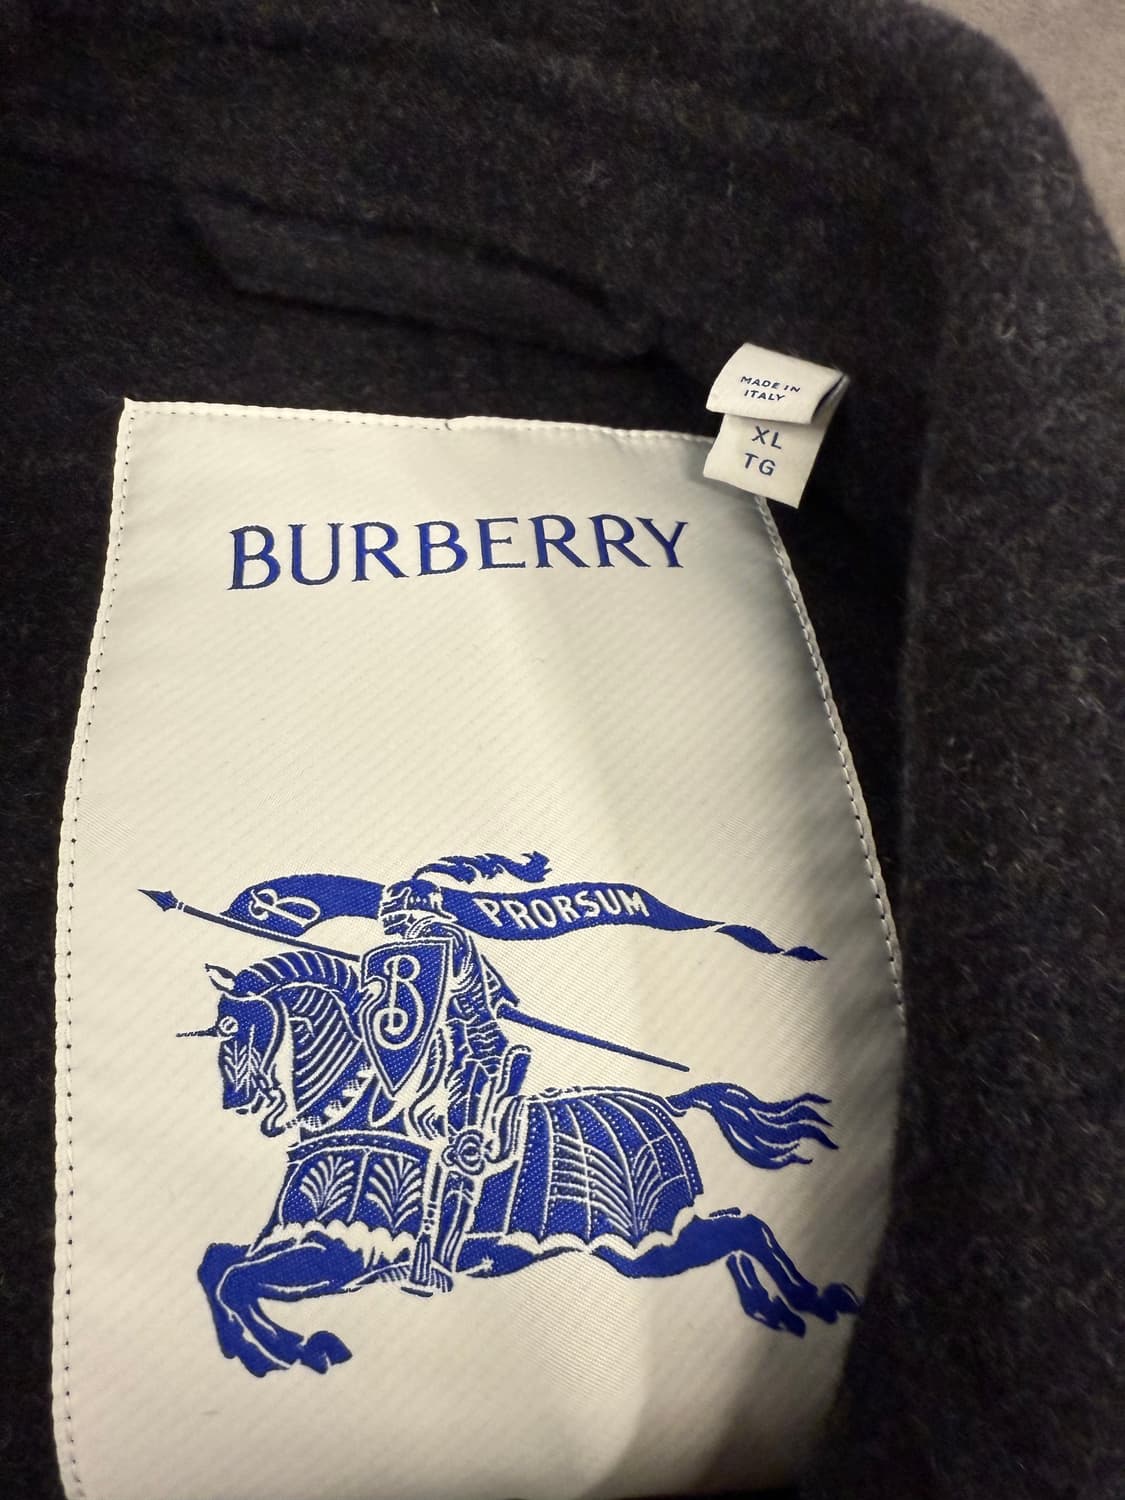 MADE IN
ITALY
XL
TG
BURBERRY
B PRORSUM
B